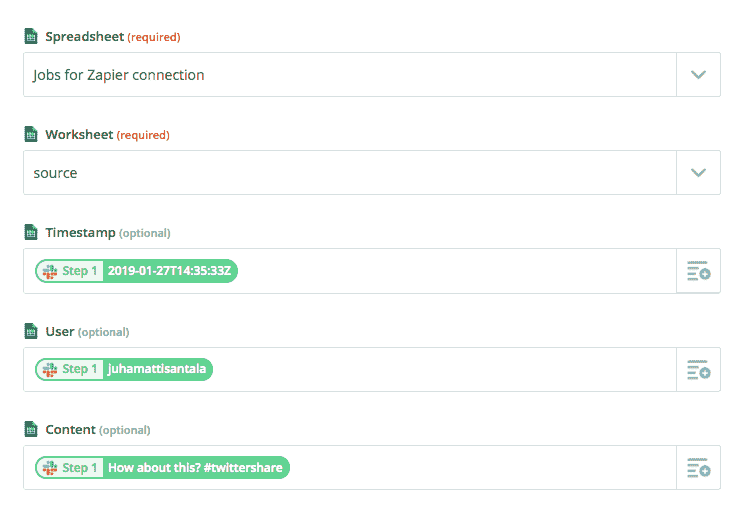 Spreadsheet (required)
Jobs for Zapier connection
Worksheet (required)
source
Timestamp (optional)
Step 1 2019-01-27T14:35:33Z
User (optional)
Step 1 Juhamattisantala
Content (optional)
Step 1 How about this? #twittershare